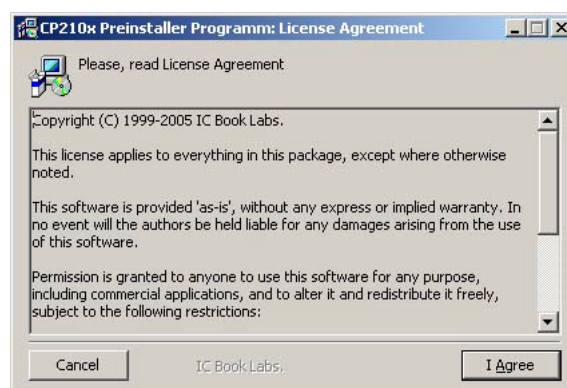 CP210x Preinstaller Programm: License Agreement
Please, read License Agreement
Copyright (C) 1999-2005 IC Book Labs.
This license applies to everything in this package, except where otherwise
noted.
This software is provided 'as-is', without any express or implied warranty. In
no event will the authors be held liable for any damages arising from the use
of this software.
Permission is granted to anyone to use this software for any purpose,
including commercial applications, and to alter it and redistribute it freely,
subject to the following restrictions:
Cancel
IC Book Labs.
I Agree